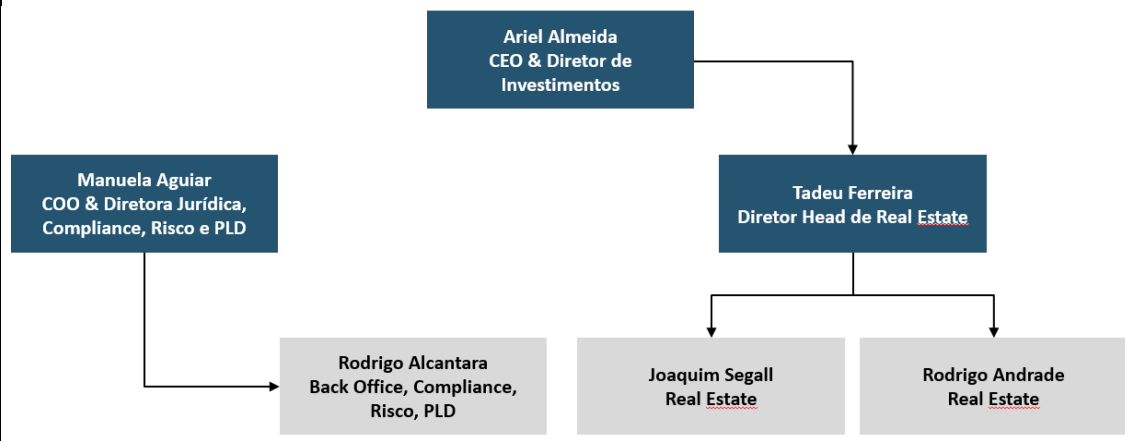 Ariel Almeida
CEO & Diretor de
Investimentos
Manuela Aguiar
COO & Diretora Jurídica,
Compliance, Risco e PLD
Tadeu Ferreira
Diretor Head de Real Estate
Rodrigo Alcantara
Back Office, Compliance,
Risco, PLD
Joaquim Segall
Real Estate
Rodrigo Andrade
Real Estate